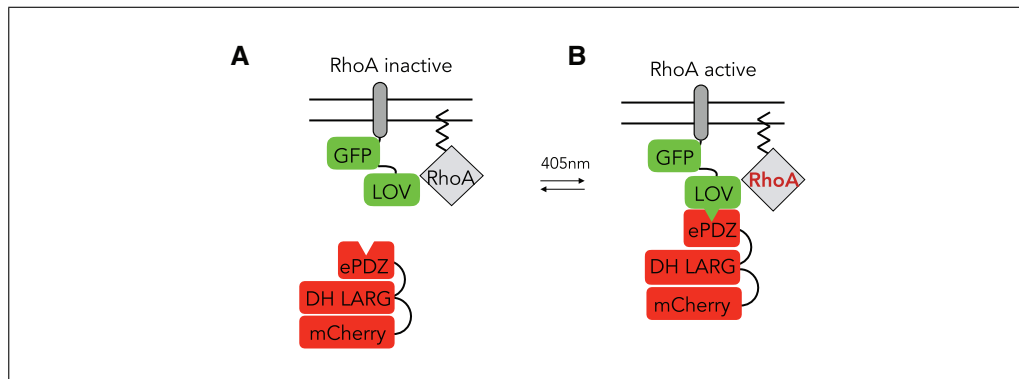 A
RhoA inactive
GFP
LOV
RhoA
ePDZ
DH LARG
mCherry
405nm
B
RhoA active
GFP
LOV
RhoA
ePDZ
DH LARG
mCherry